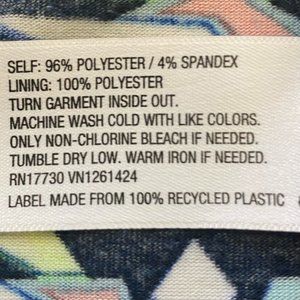 SELF: 96% POLYESTER / 4% SPANDEX
LINING: 100% POLYESTER
TURN GARMENT INSIDE OUT.
MACHINE WASH COLD WITH LIKE COLORS.
ONLY NON-CHLORINE BLEACH IF NEEDED.
TUMBLE DRY LOW. WARM IRON IF NEEDED.
RN17730 VN1261424
LABEL MADE FROM 100% RECYCLED PLASTIC